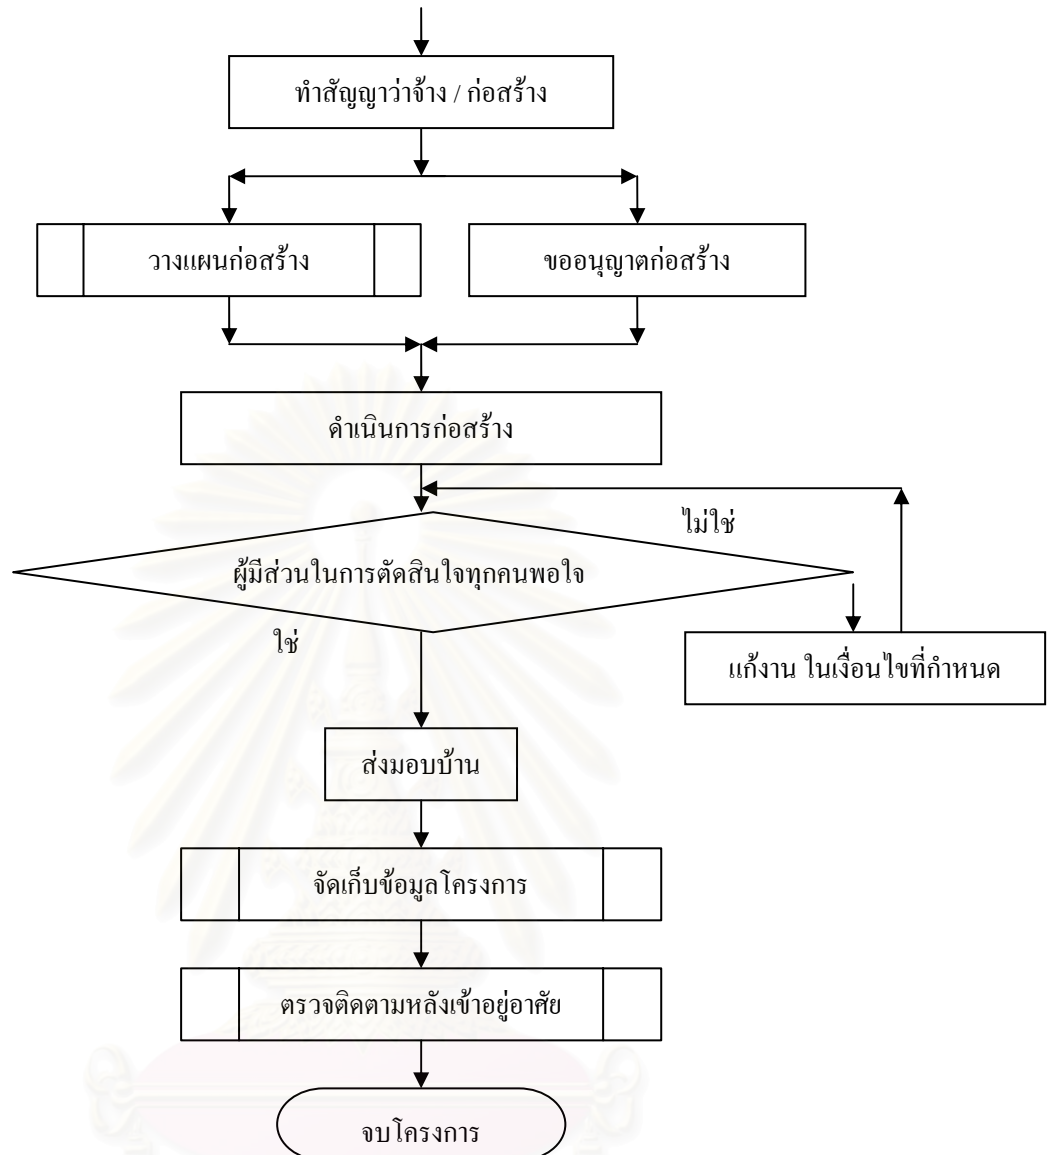 ทำสัญญาว่าจ้าง / ก่อสร้าง
วางแผนก่อสร้าง
ขออนุญาตก่อสร้าง
ดำเนินการก่อสร้าง
ไม่ใช่
ผู้มีส่วนในการตัดสินใจทุกคนพอใจ
ใช่
แก้งาน ในเงื่อนไขที่กำหนด
ส่งมอบบ้าน
จัดเก็บข้อมูลโครงการ
ตรวจติดตามหลังเข้าอยู่อาศัย
จบโครงการ